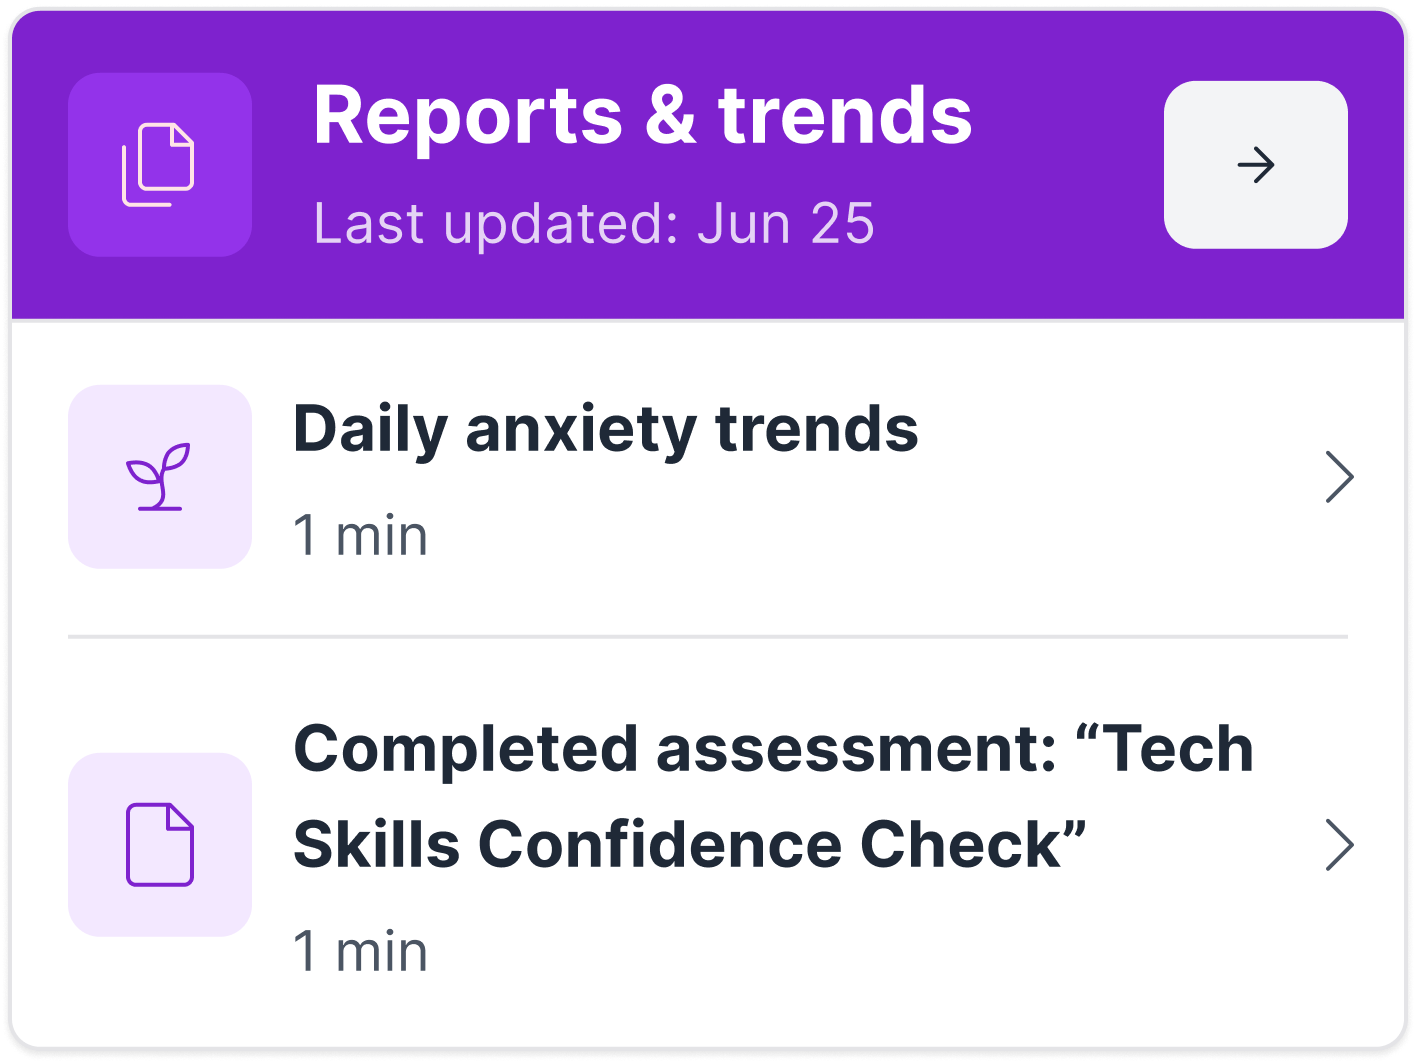 Reports & trends
Last updated: Jun 25
Daily anxiety trends
1 min
Completed assessment: “Tech
Skills Confidence Check”
1 min